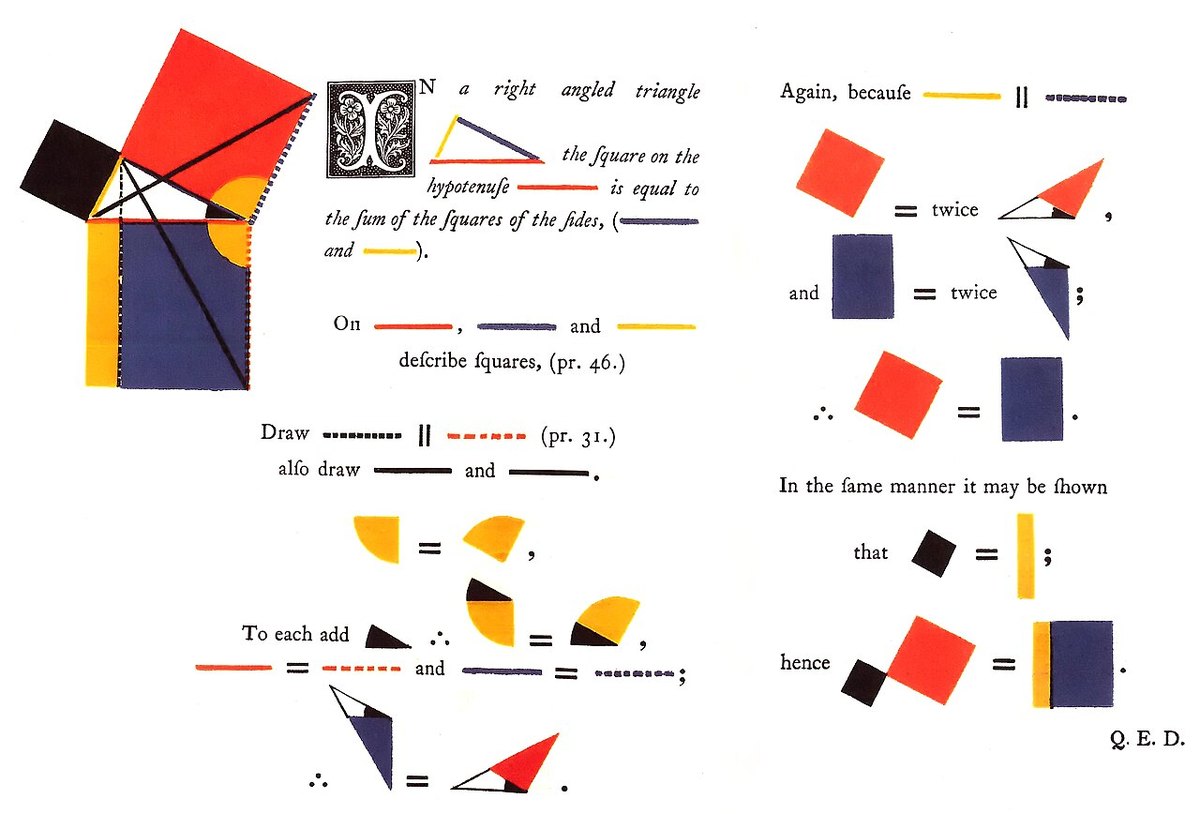 IN a right angled triangle
the ſquare on the
hypotenuſe is equal to
the ſum of the ſquares of the ſides, (
and ).
On , and
deſcribe ſquares, (pr. 46.)
Draw || (pr. 31.)
alſo draw and .
= ,
To each add ∴ = ,
= and = ;
∴ = .
Again, becauſe ||
= twice ,
and = twice ;
∴ = .
In the ſame manner it may be ſhown
that = ;
hence = .
Q. E. D.